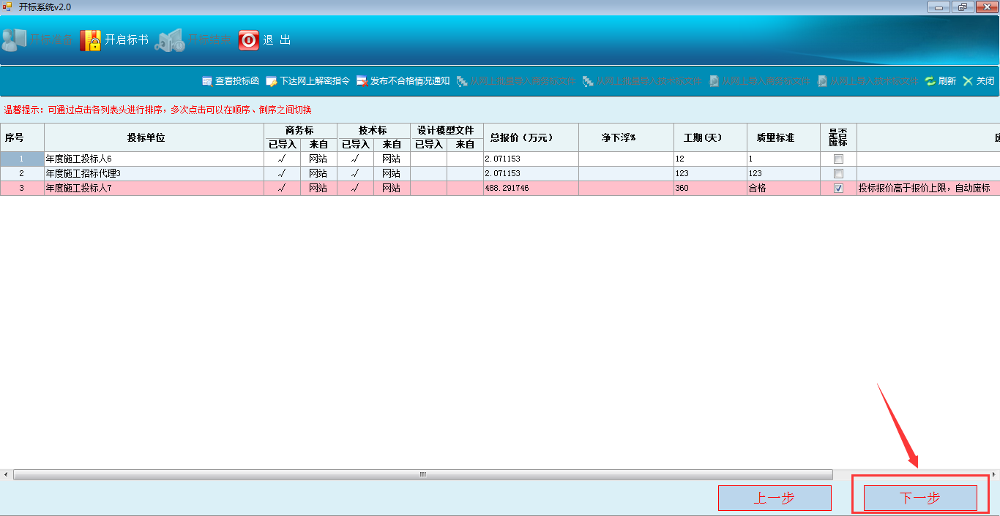 开标系统v2.0
开标准备 开启标书 开标结束 退 出
查看投标函 下达网上解密指令 发布不合格情况通知 从网上批量导入商务标文件 从网上批量导入技术标文件 从网上导入商务标文件 从网上导入技术标文件 刷新 关闭
温馨提示：可通过点击各列表头进行排序，多次点击可以在顺序、倒序之间切换
序号 投标单位 商务标 技术标 设计模型文件 总报价（万元） 净下浮% 工期(天) 质量标准 是否废标
已导入 来自 已导入 来自 已导入 来自
1 年度施工投标人6 √ 网站 √ 网站 2.071153 12 1
2 年度施工招标代理3 √ 网站 √ 网站 2.071153 123 123
3 年度施工投标人7 √ 网站 √ 网站 488.291746 360 合格 投标报价高于报价上限，自动废标
上一步 下一步